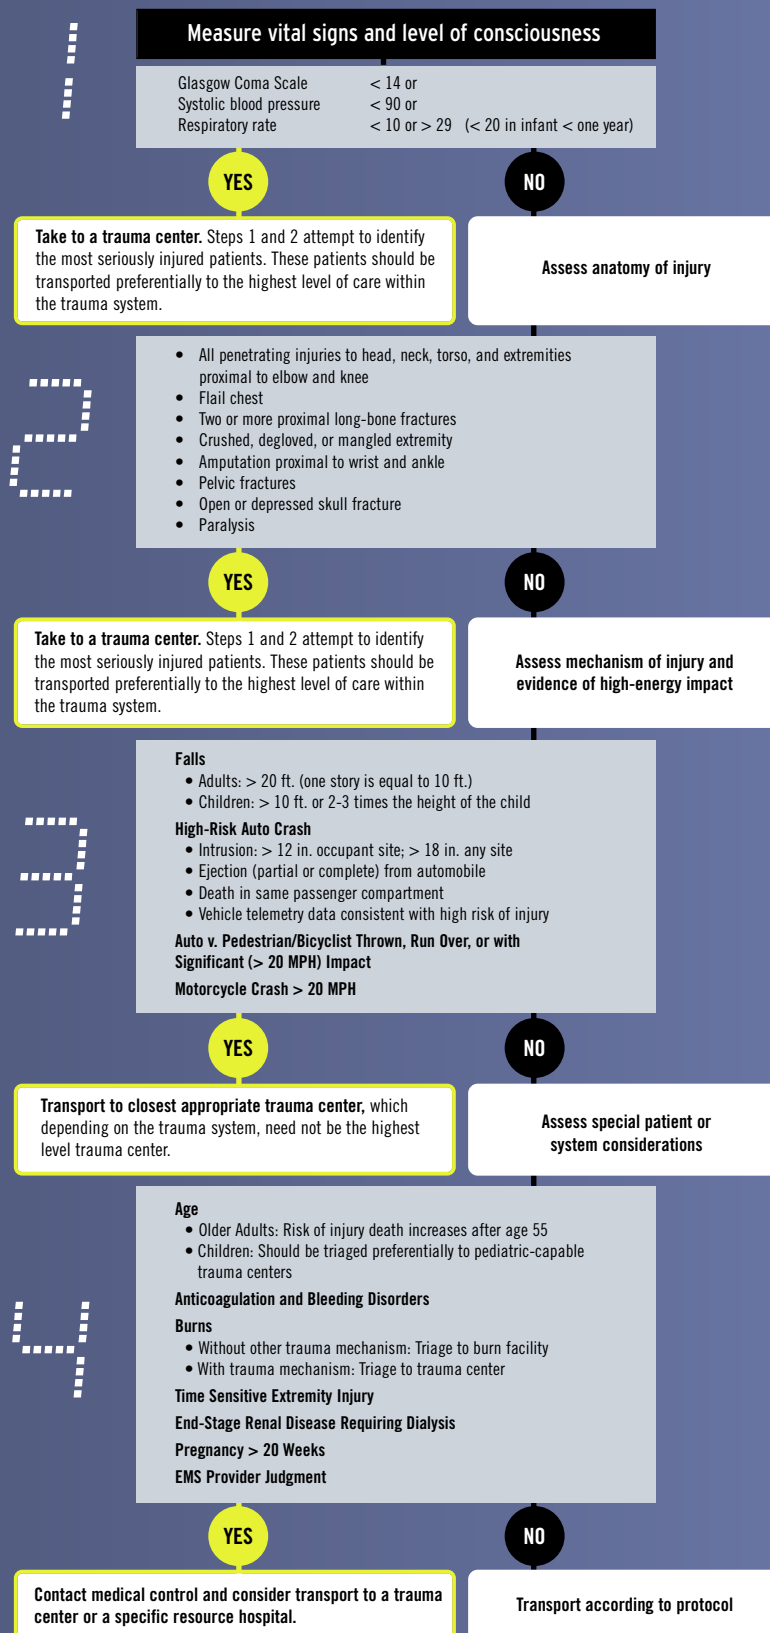 1
Measure vital signs and level of consciousness
Glasgow Coma Scale < 14 or
Systolic blood pressure < 90 or
Respiratory rate < 10 or > 29 (< 20 in infant < one year)
YES
NO
Take to a trauma center. Steps 1 and 2 attempt to identify
the most seriously injured patients. These patients should be
transported preferentially to the highest level of care within
the trauma system.
Assess anatomy of injury
2
• All penetrating injuries to head, neck, torso, and extremities
proximal to elbow and knee
• Flail chest
• Two or more proximal long-bone fractures
• Crushed, degloved, or mangled extremity
• Amputation proximal to wrist and ankle
• Pelvic fractures
• Open or depressed skull fracture
• Paralysis
YES
NO
Take to a trauma center. Steps 1 and 2 attempt to identify
the most seriously injured patients. These patients should be
transported preferentially to the highest level of care within
the trauma system.
Assess mechanism of injury and
evidence of high-energy impact
3
Falls
• Adults: > 20 ft. (one story is equal to 10 ft.)
• Children: > 10 ft. or 2-3 times the height of the child
High-Risk Auto Crash
• Intrusion: > 12 in. occupant site; > 18 in. any site
• Ejection (partial or complete) from automobile
• Death in same passenger compartment
• Vehicle telemetry data consistent with high risk of injury
Auto v. Pedestrian/Bicyclist Thrown, Run Over, or with
Significant (> 20 MPH) Impact
Motorcycle Crash > 20 MPH
YES
NO
Transport to closest appropriate trauma center, which
depending on the trauma system, need not be the highest
level trauma center.
Assess special patient or
system considerations
4
Age
• Older Adults: Risk of injury death increases after age 55
• Children: Should be triaged preferentially to pediatric-capable
trauma centers
Anticoagulation and Bleeding Disorders
Burns
• Without other trauma mechanism: Triage to burn facility
• With trauma mechanism: Triage to trauma center
Time Sensitive Extremity Injury
End-Stage Renal Disease Requiring Dialysis
Pregnancy > 20 Weeks
EMS Provider Judgment
YES
NO
Contact medical control and consider transport to a trauma
center or a specific resource hospital.
Transport according to protocol